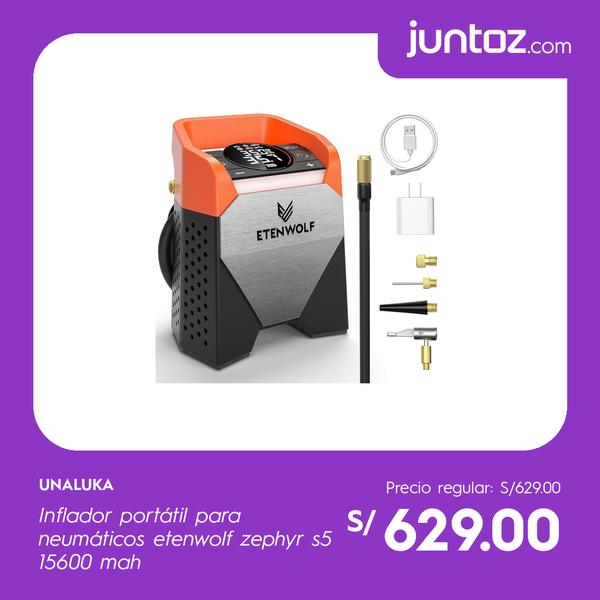 juntoz.com
ETENWOLF
UNALUKA
Precio regular: S/629.00
Inflador portátil para
neumáticos etenwolf zephyr s5
15600 mah
S/ 629.00